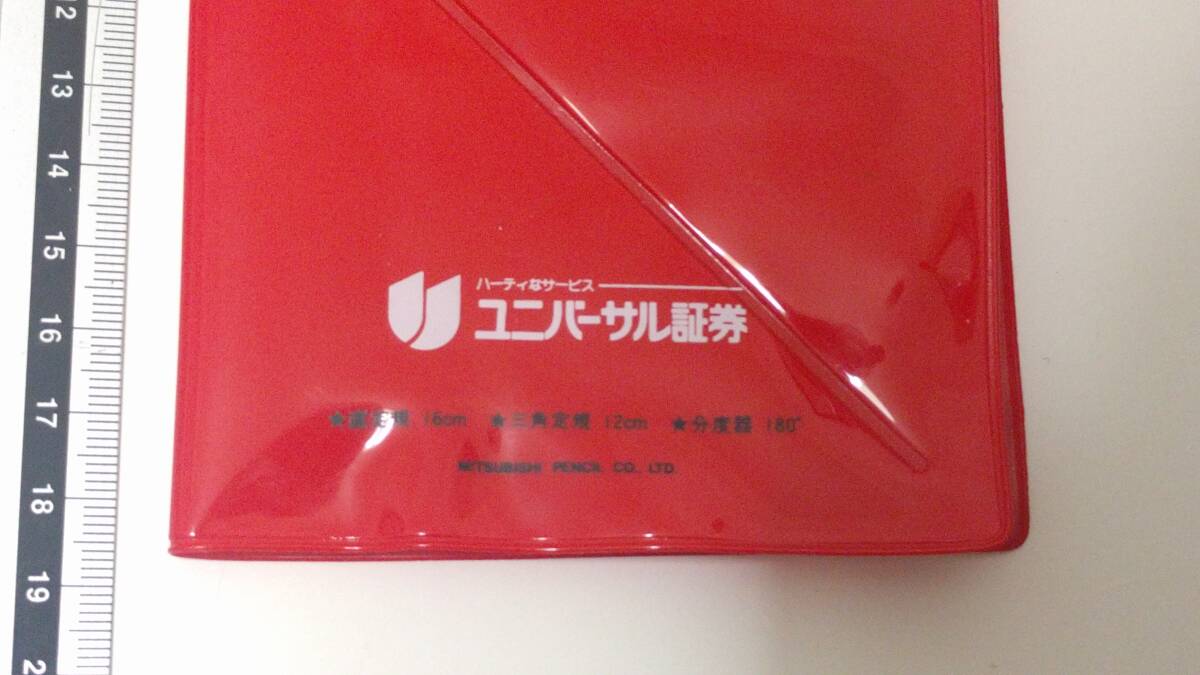 12
13
14
15
16
17
18
19
2
ハーティなサービス
ユニバーサル証券
★直定規 16cm ★三角定規 12cm ★分度器 180°
MITSUBISHI PENCIL CO., LTD.